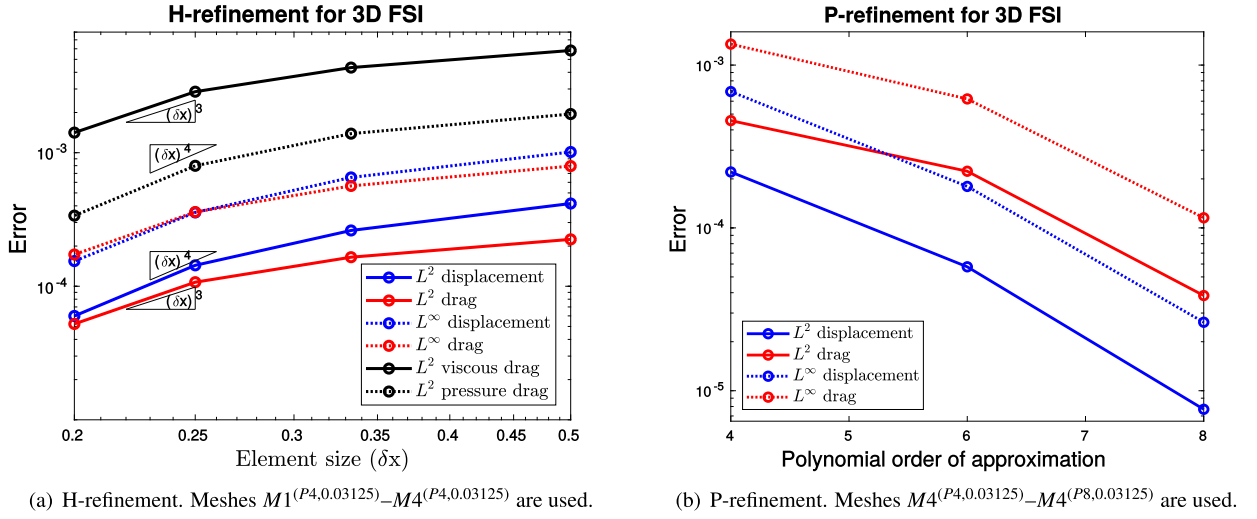 H-refinement for 3D FSI
Error
10^-3
10^-4
(δx)^3
(δx)^4
(δx)^4
(δx)^3
L^2 displacement
L^2 drag
L^∞ displacement
L^∞ drag
L^2 viscous drag
L^2 pressure drag
0.2 0.25 0.3 0.35 0.4 0.45 0.5
Element size (δx)
(a) H-refinement. Meshes M1^(P4,0.03125)–M4^(P4,0.03125) are used.
P-refinement for 3D FSI
Error
10^-3
10^-4
10^-5
L^2 displacement
L^2 drag
L^∞ displacement
L^∞ drag
4 5 6 7 8
Polynomial order of approximation
(b) P-refinement. Meshes M4^(P4,0.03125)–M4^(P8,0.03125) are used.